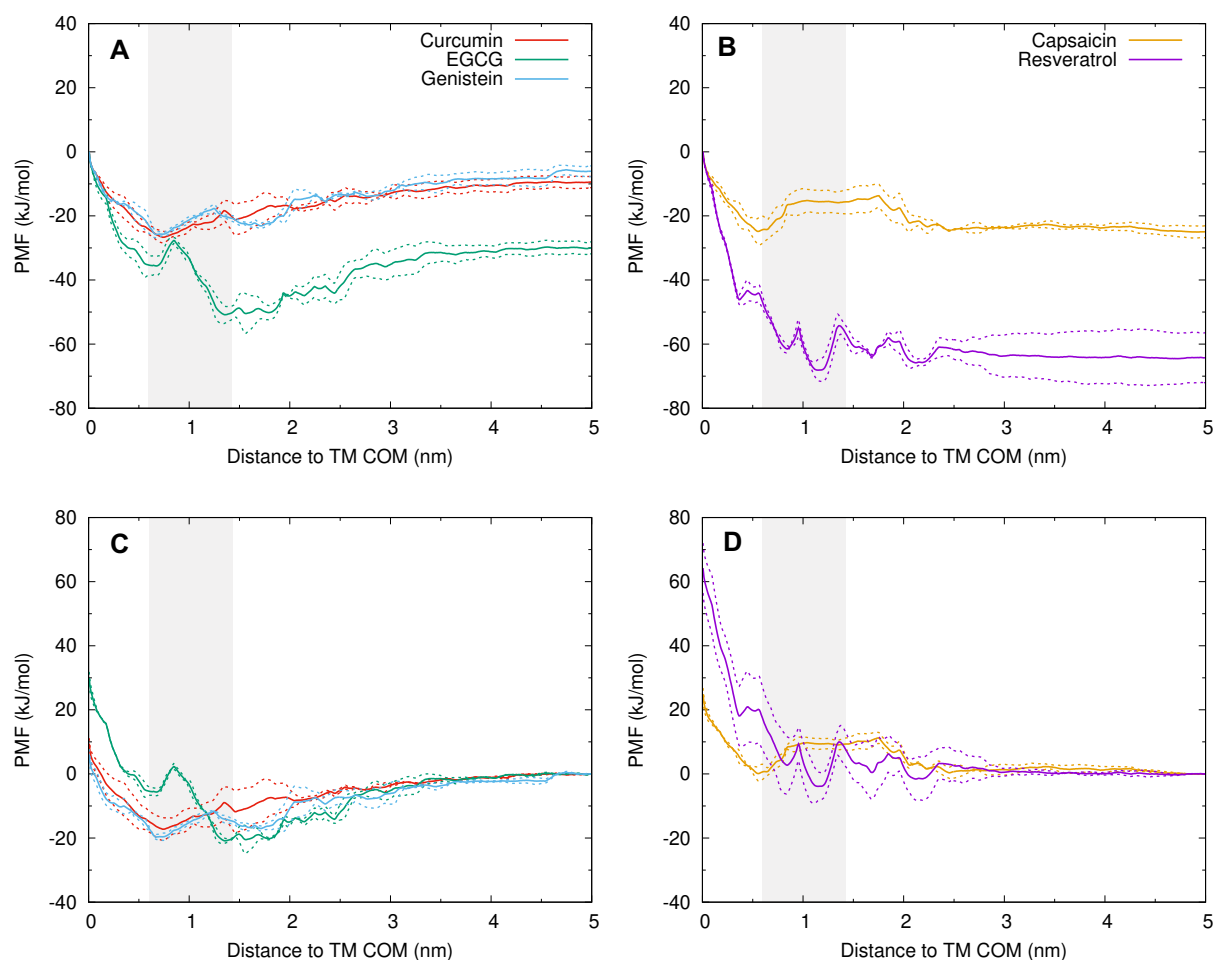 A
Curcumin
EGCG
Genistein
PMF (kJ/mol)
40
20
0
-20
-40
-60
-80
0 1 2 3 4 5
Distance to TM COM (nm)
B
Capsaicin
Resveratrol
PMF (kJ/mol)
40
20
0
-20
-40
-60
-80
0 1 2 3 4 5
Distance to TM COM (nm)
C
PMF (kJ/mol)
80
60
40
20
0
-20
-40
0 1 2 3 4 5
Distance to TM COM (nm)
D
PMF (kJ/mol)
80
60
40
20
0
-20
-40
0 1 2 3 4 5
Distance to TM COM (nm)